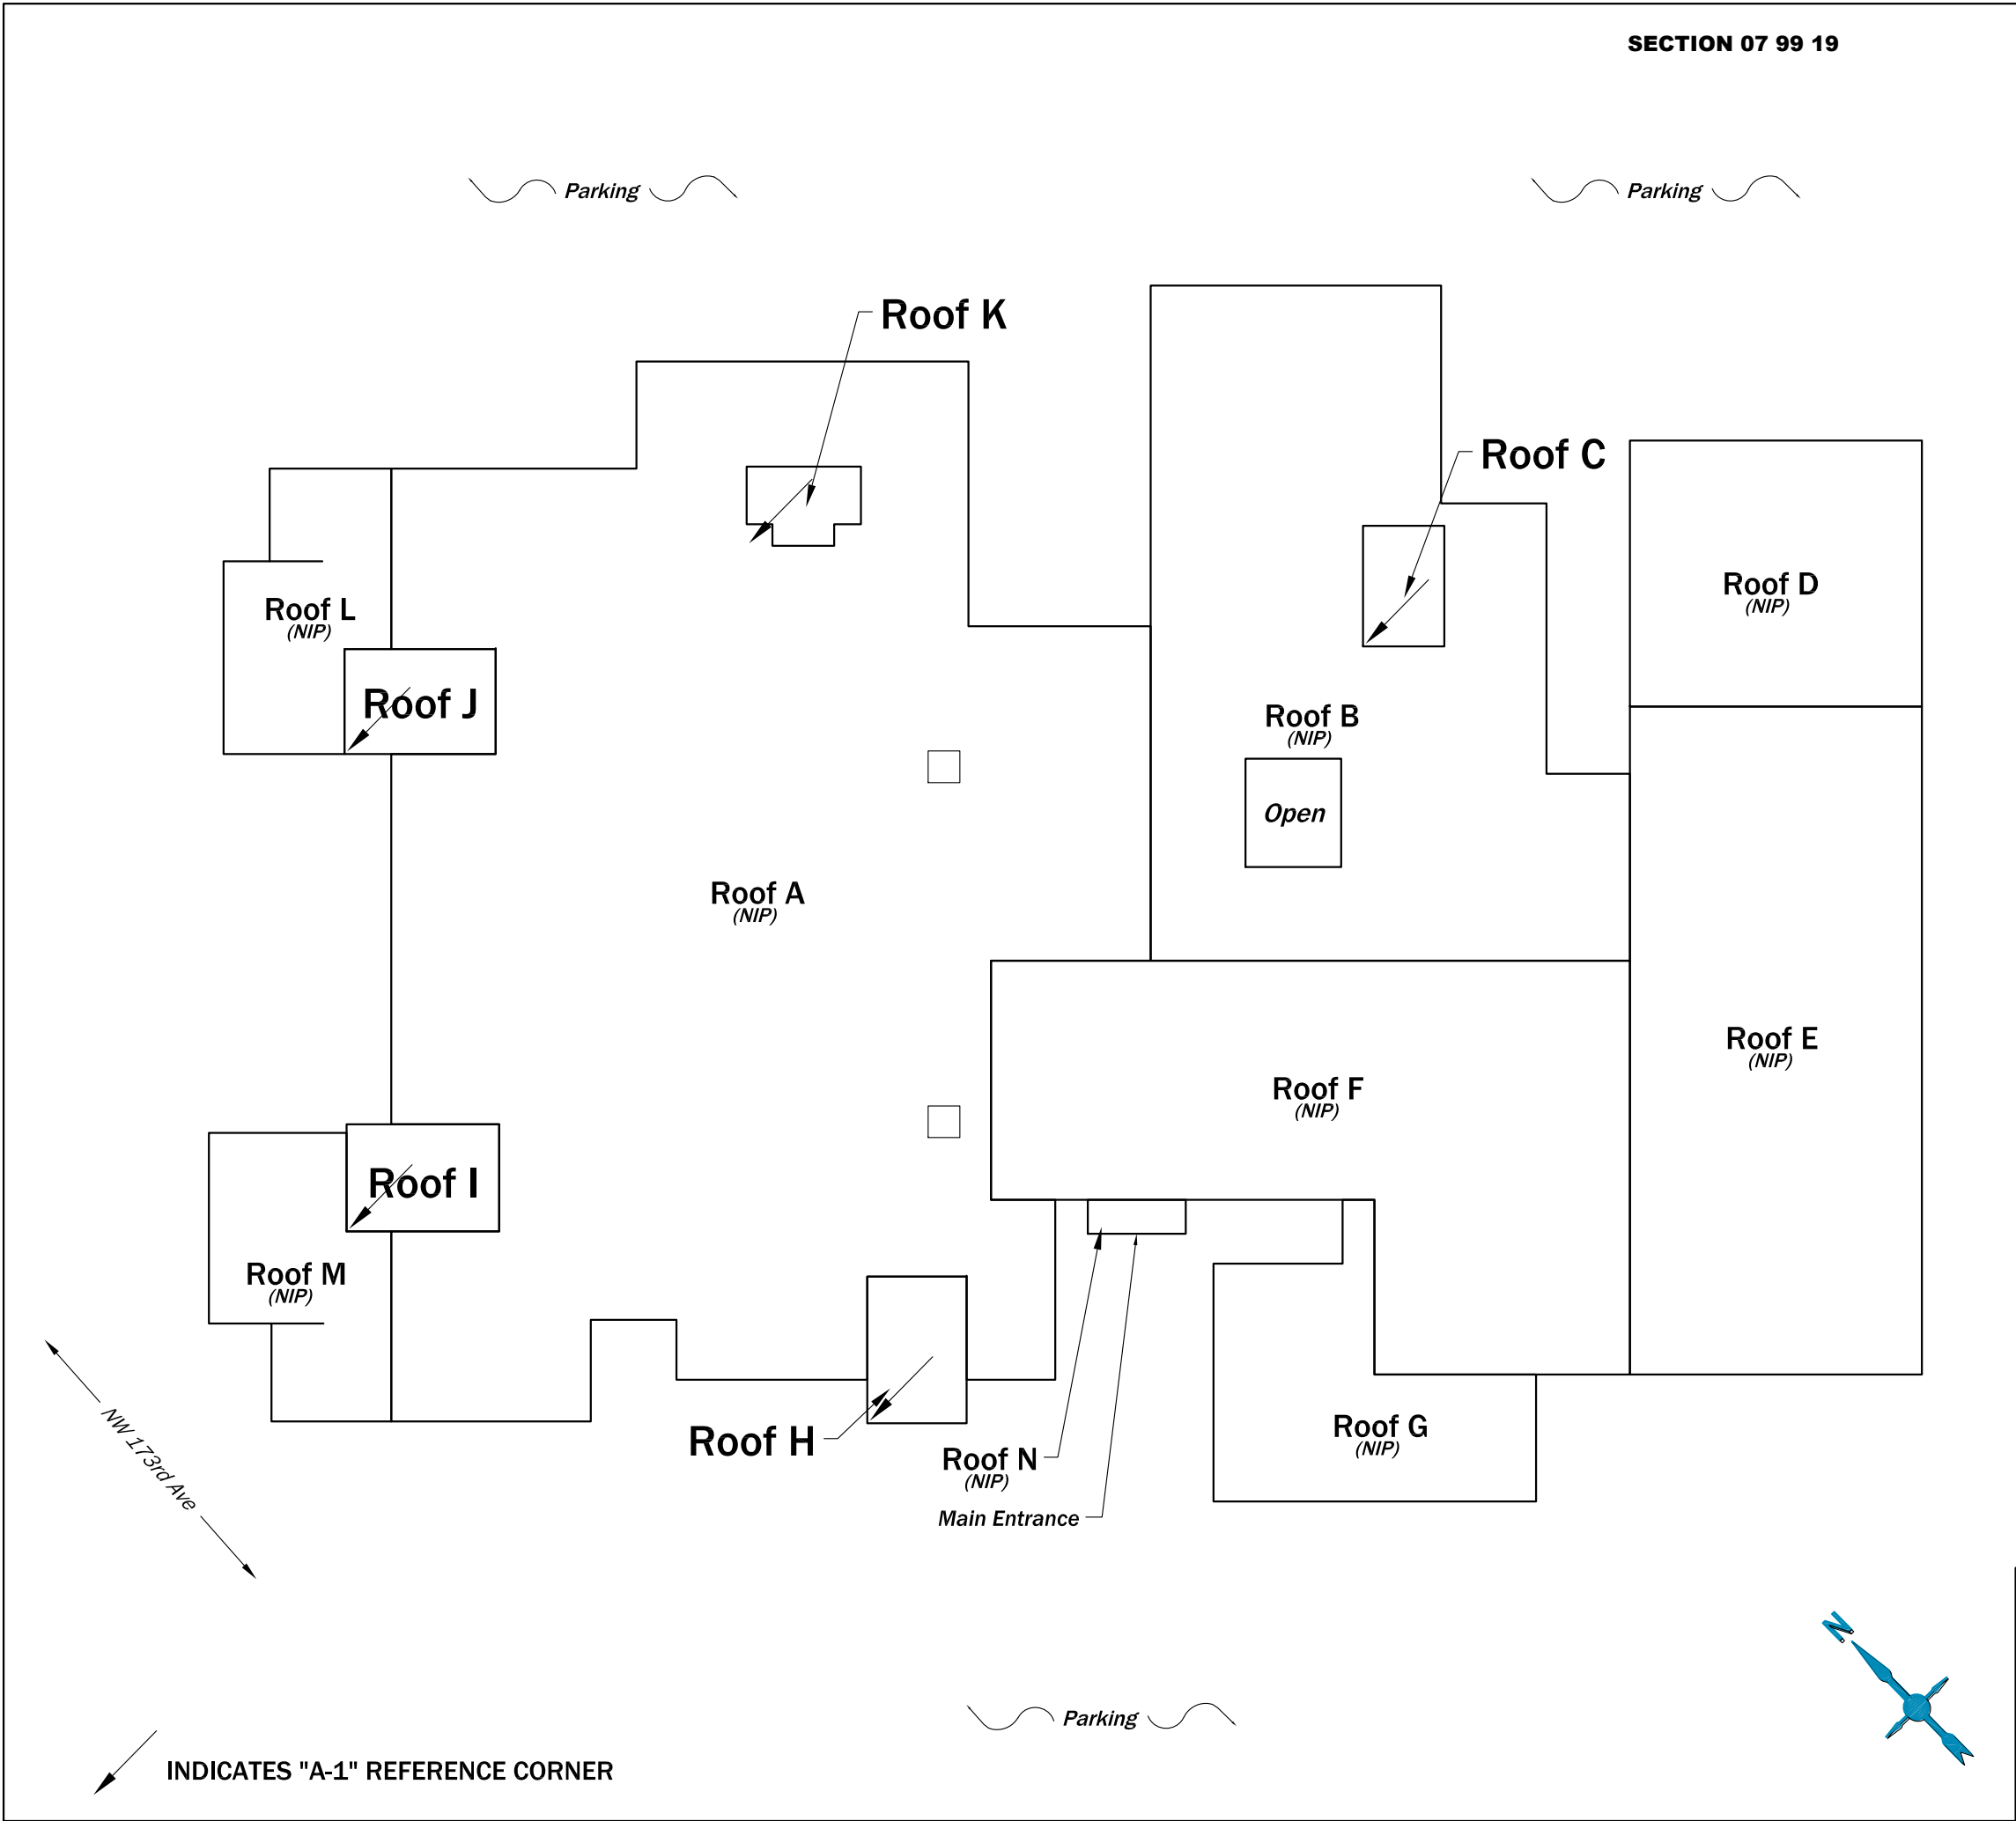 SECTION 07 99 19
Parking
Parking
Roof K
Roof C
Roof D
(NIP)
Roof L
(NIP)
Roof J
Roof B
(NIP)
Open
Roof A
(NIP)
Roof E
(NIP)
Roof F
(NIP)
Roof I
Roof M
(NIP)
Roof H
Roof G
(NIP)
Roof N
(NIP)
Main Entrance
NW 173rd Ave
N
Parking
INDICATES "A-1" REFERENCE CORNER